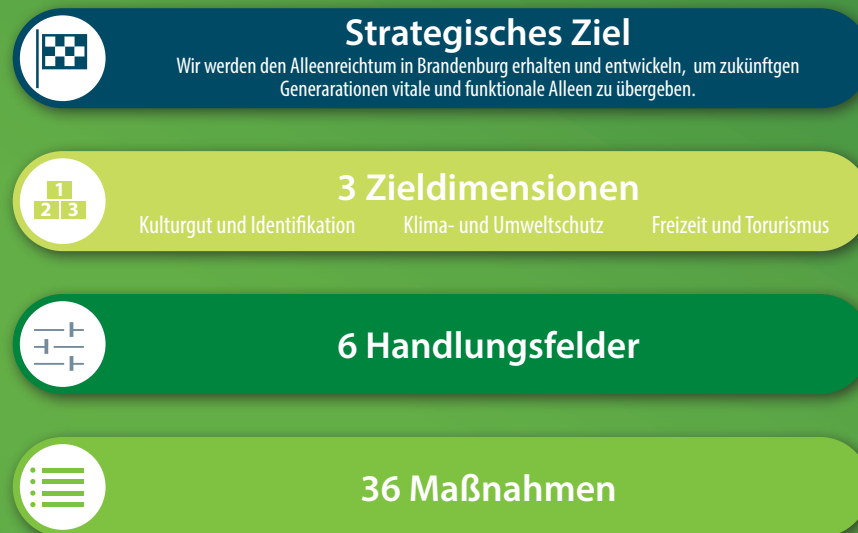 Strategisches Ziel
Wir werden den Alleenreichtum in Brandenburg erhalten und entwickeln, um zukünftgen
Generarationen vitale und funktionale Alleen zu übergeben.
1
2 3
3 Zieldimensionen
Kulturgut und Identifikation Klima- und Umweltschutz Freizeit und Torurismus
6 Handlungsfelder
36 Maßnahmen